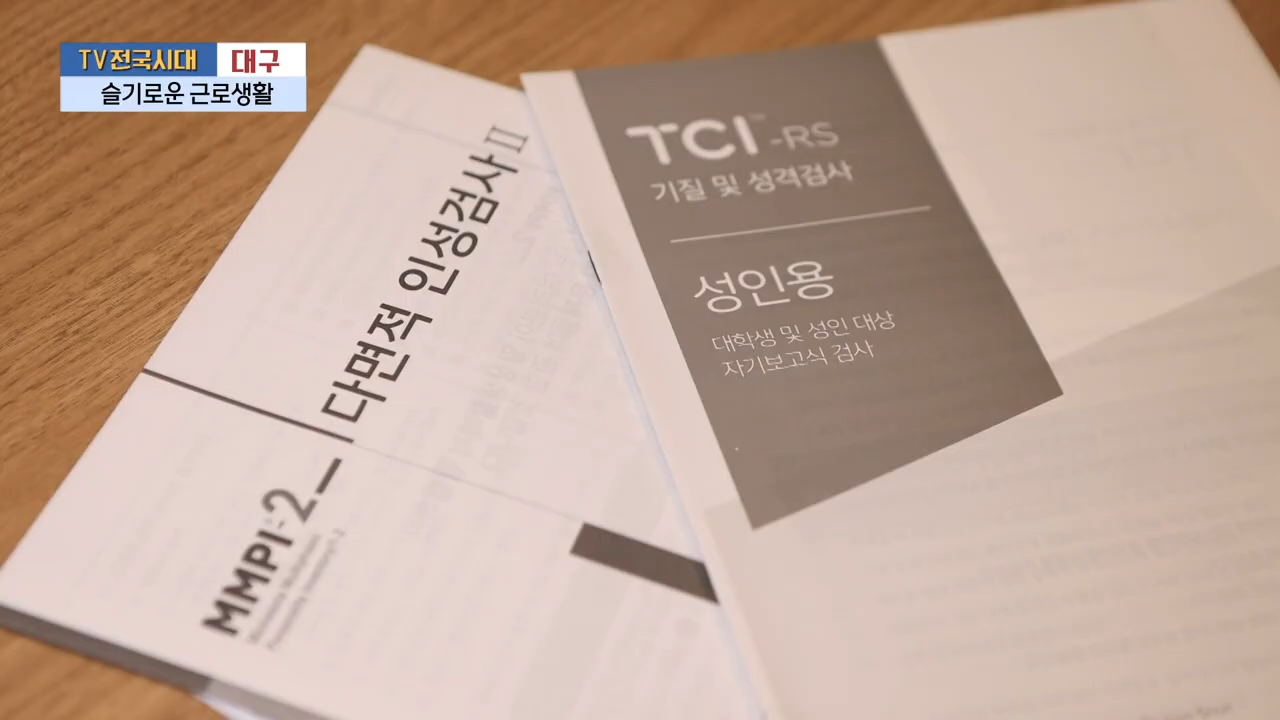 TV전국시대 대구
슬기로운 근로생활
MMPI-2
다면적 인성검사 II
TCI™-RS
기질 및 성격검사
성인용
대학생 및 성인 대상
자기보고식 검사